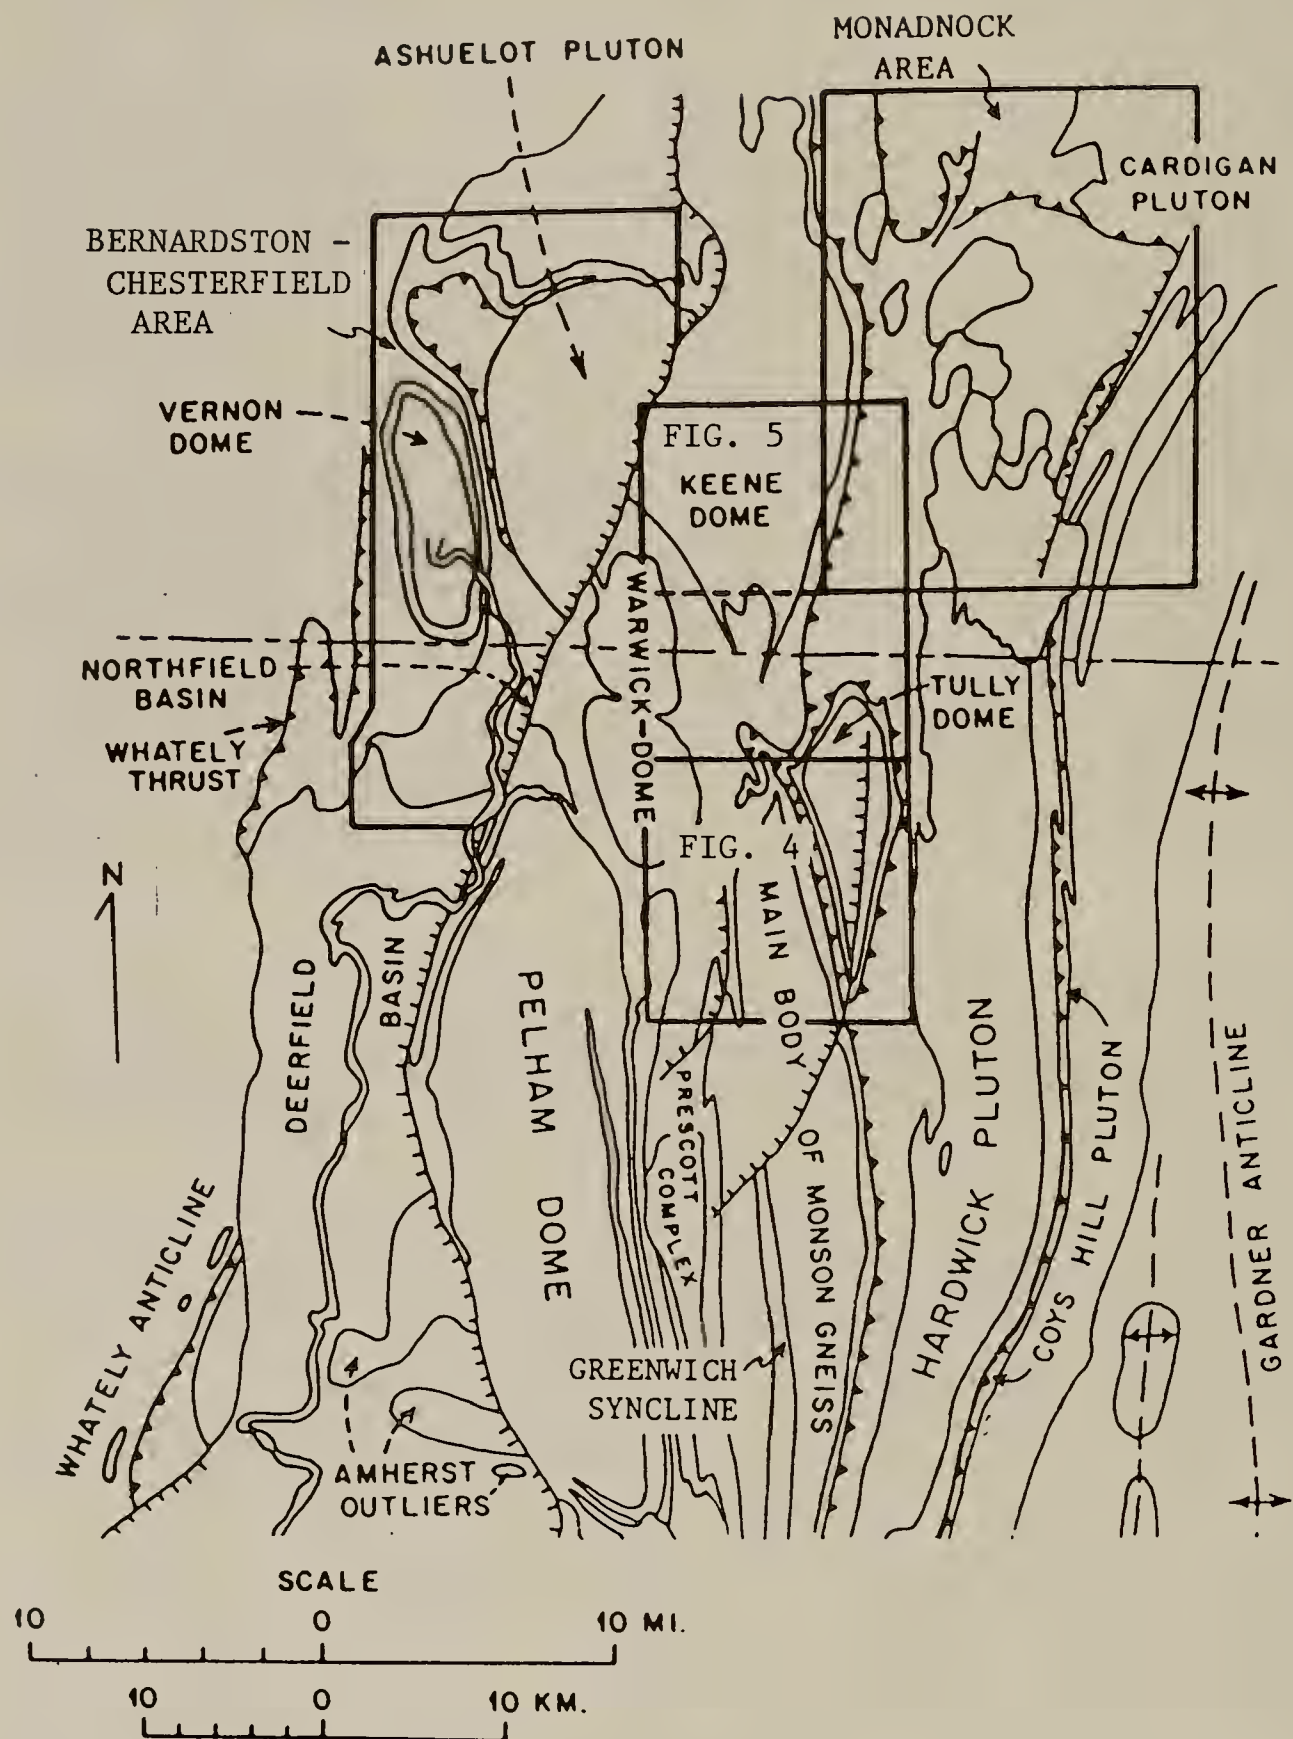 MONADNOCK
AREA
ASHUELOT PLUTON
CARDIGAN
PLUTON
BERNARDSTON -
CHESTERFIELD
AREA
VERNON
DOME
FIG. 5
KEENE
DOME
WARWICK-DOME
NORTHFIELD
BASIN
TULLY
DOME
WHATELY
THRUST
FIG. 4
N
MAIN BODY
OF MONSON GNEISS
DEERFIELD
BASIN
PELHAM DOME
PRESCOTT
COMPLEX
HARDWICK PLUTON
COYS HILL PLUTON
GARDNER ANTICLINE
WHATELY ANTICLINE
GREENWICH
SYNCLINE
AMHERST
OUTLIERS
SCALE
10 0 10 MI.
10 0 10 KM.